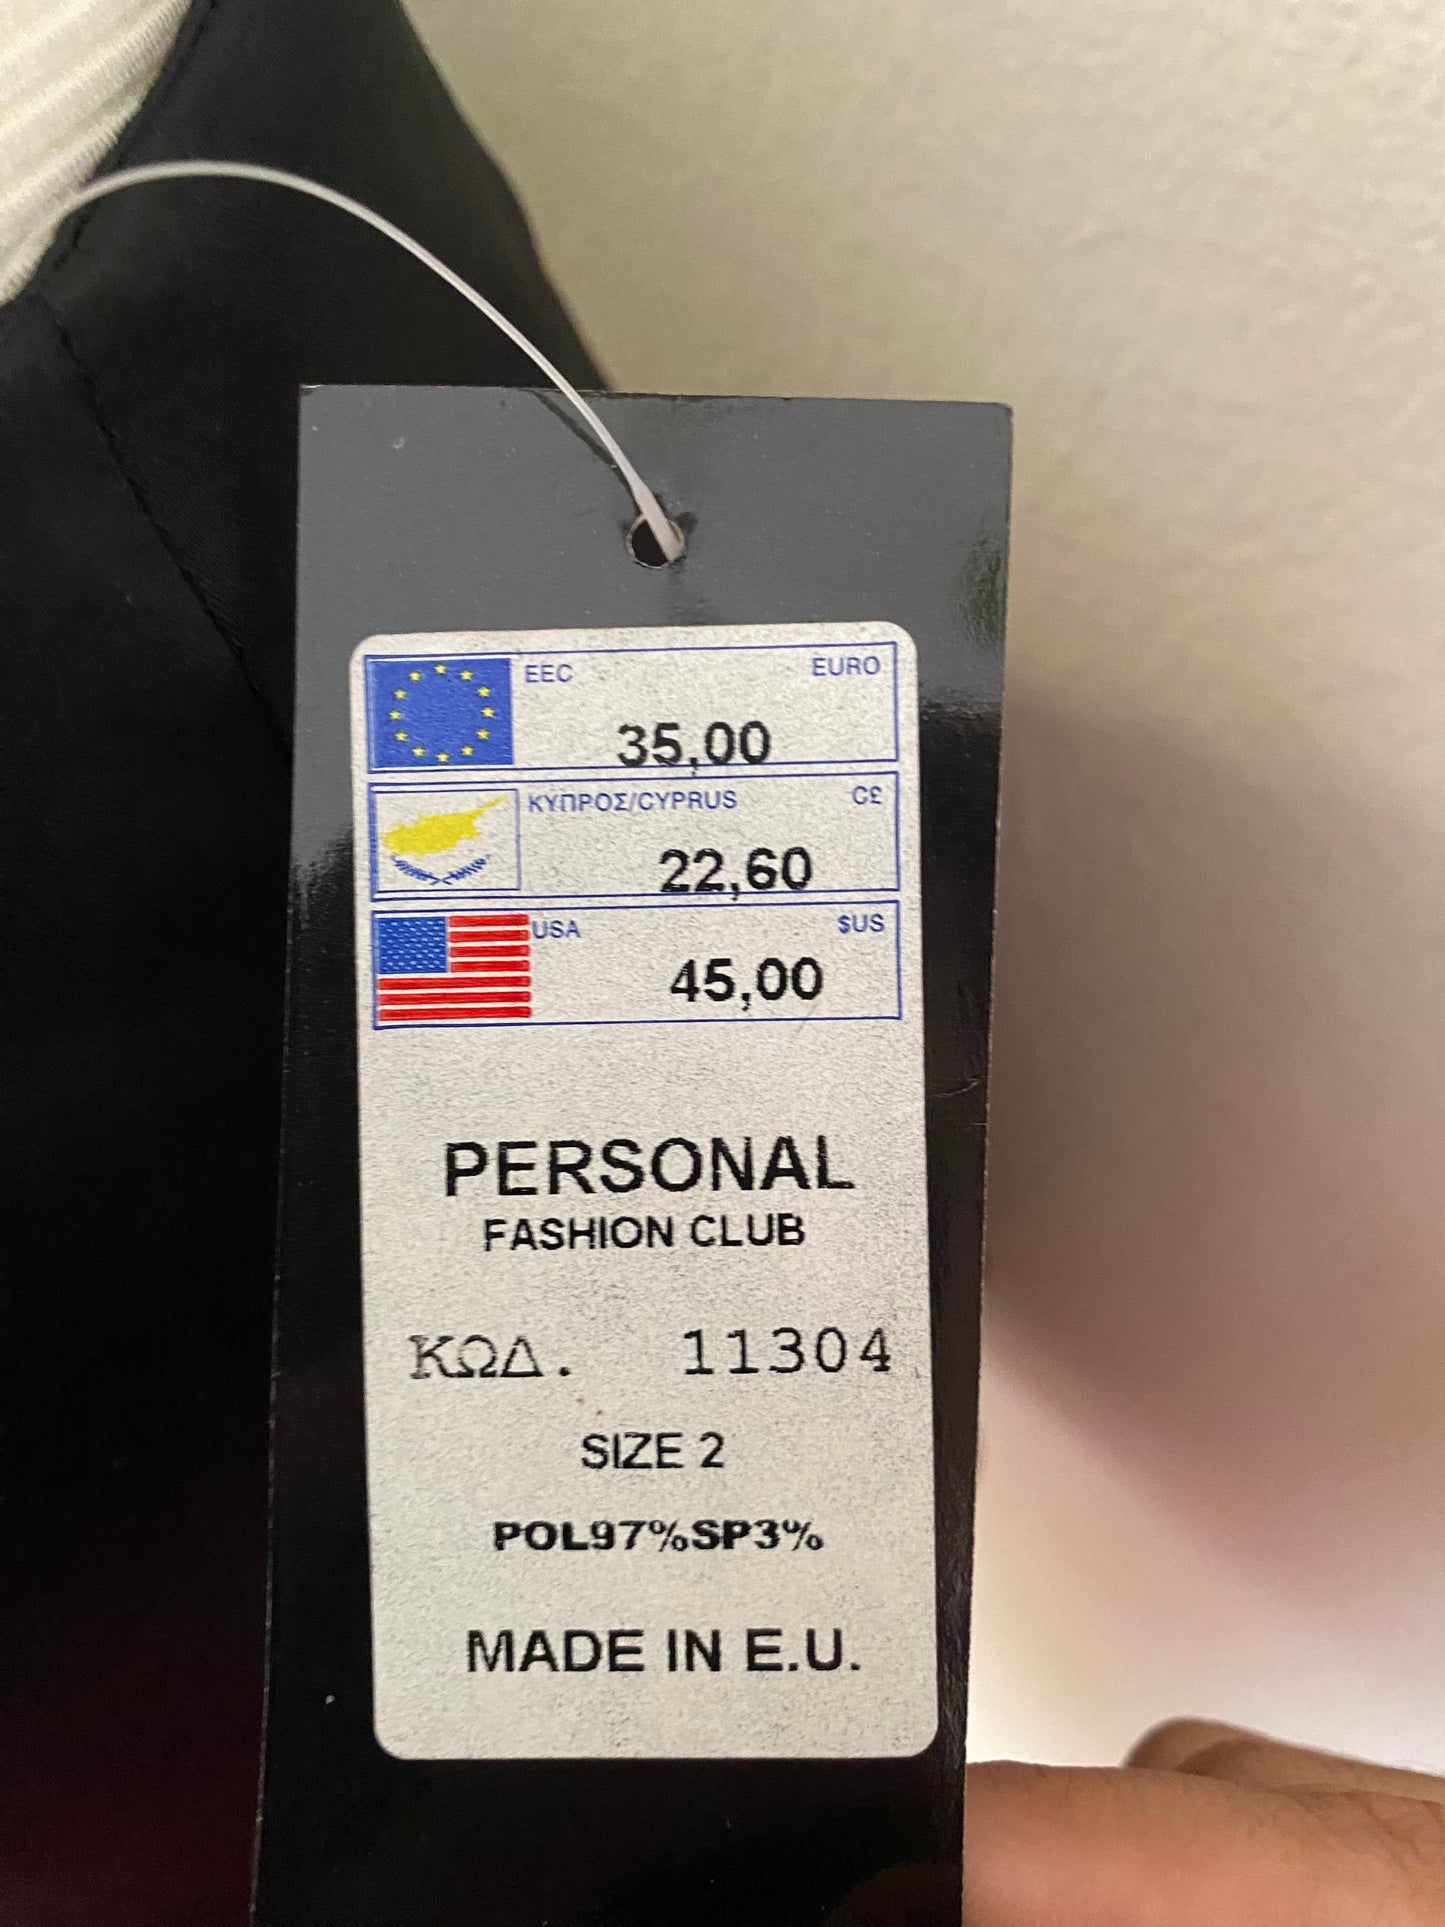 EEC EURO
35,00
ΚΥΠΡΟΣ/CYPRUS C£
22,60
USA $US
45,00
PERSONAL
FASHION CLUB
ΚΩΔ. 11304
SIZE 2
POL97%SP3%
MADE IN E.U.